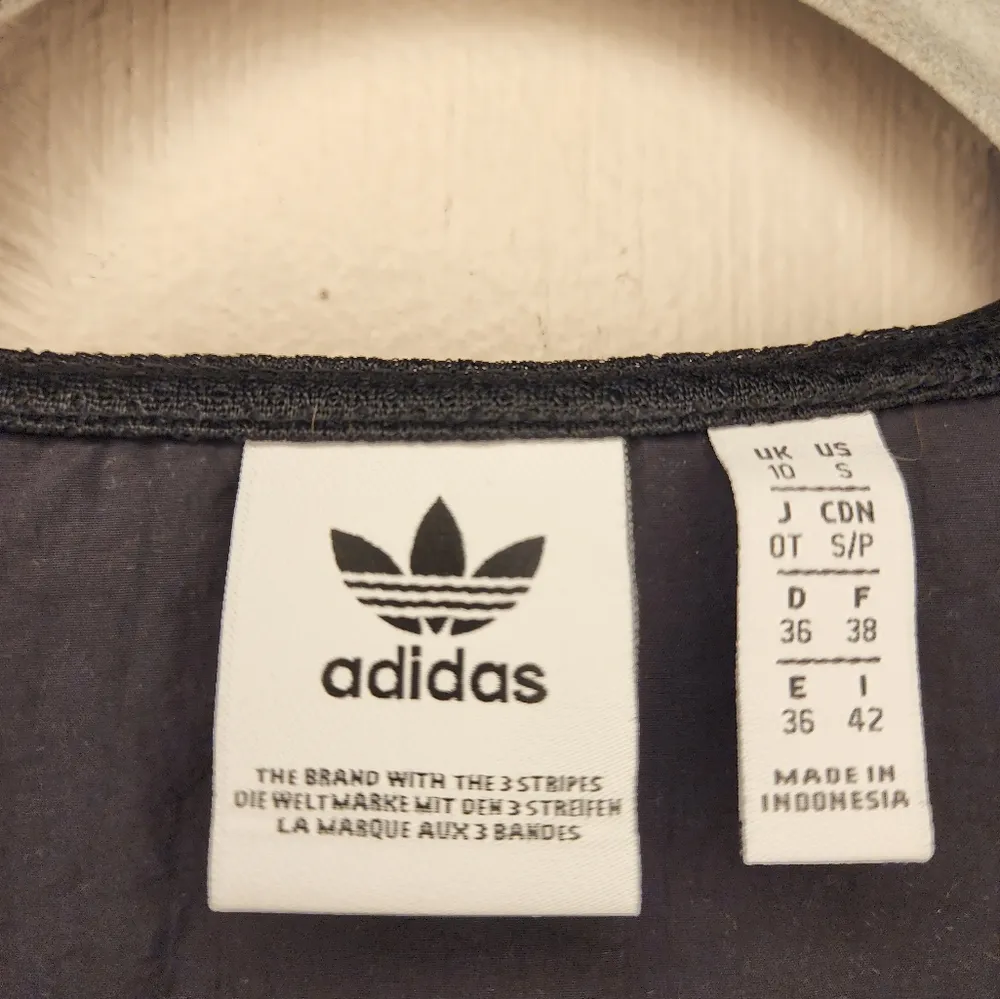 adidas
THE BRAND WITH THE 3 STRIPES
DIE WELTMARKE MIT DEN 3 STREIFEN
LA MARQUE AUX 3 BANDES
UK US
10 S
J CDN
OT S/P
D F
36 38
E I
36 42
MADE IN
INDONESIA